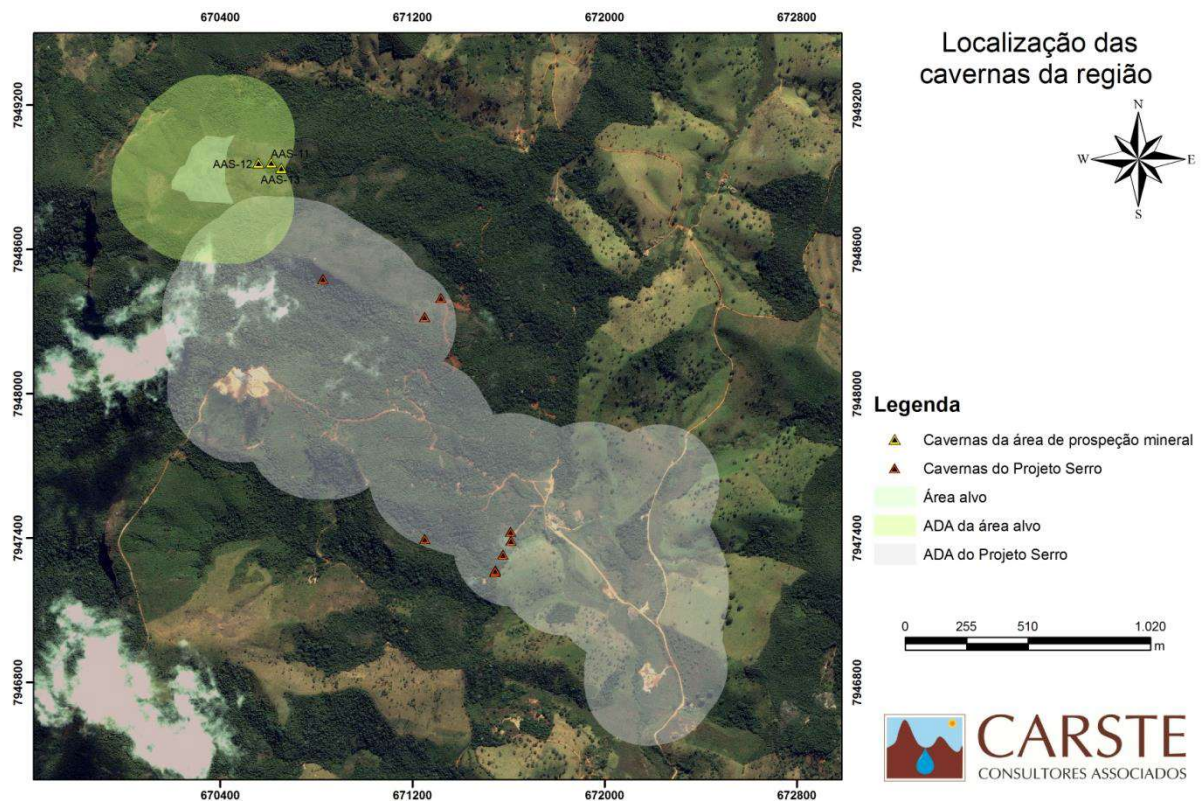 670400 671200 672000 672800
Localização das
cavernas da região
N
W E
S
7949200 7949200
7948600 7948600
7948000 7948000
7947400 7947400
7946800 7946800
AAS-11
AAS-12
AAS-13
Legenda
Cavernas da área de prospeção mineral
Cavernas do Projeto Serro
Área alvo
ADA da área alvo
ADA do Projeto Serro
0 255 510 1.020
m
CARSTE
CONSULTORES ASSOCIADOS
670400 671200 672000 672800